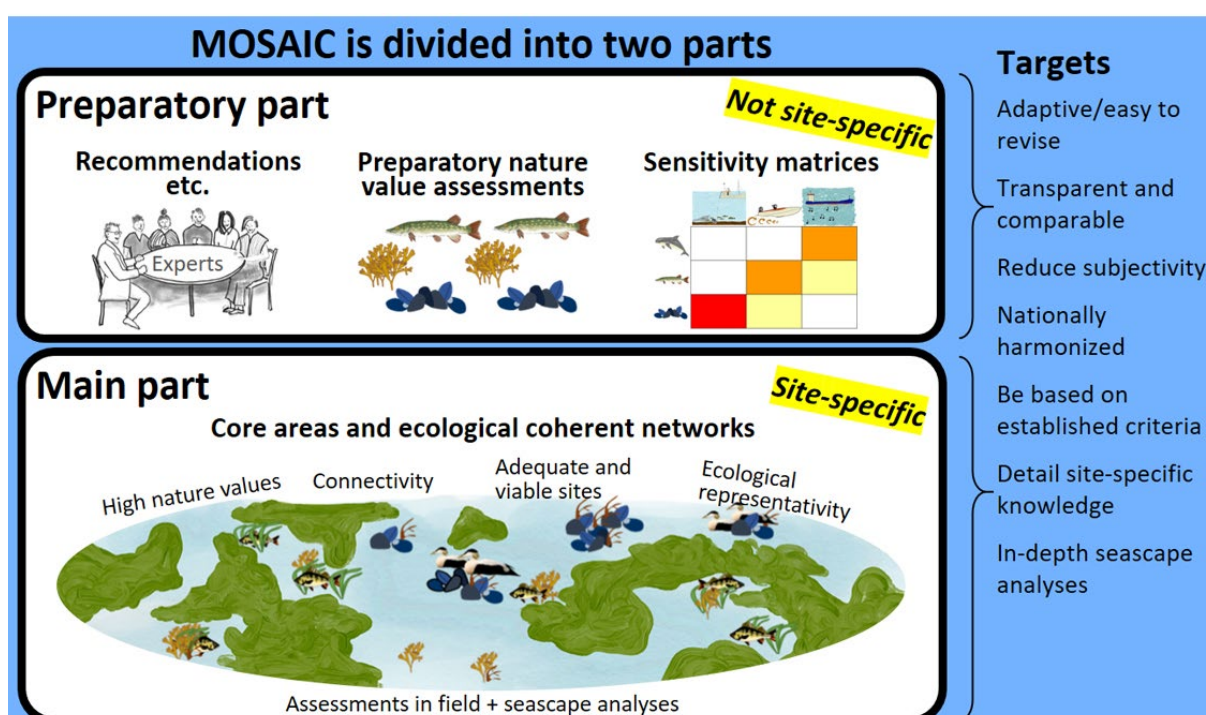 MOSAIC is divided into two parts
Preparatory part
Not site-specific
Recommendations
etc.
Experts
Preparatory nature
value assessments
Sensitivity matrices
Main part
Site-specific
Core areas and ecological coherent networks
High nature values
Connectivity
Adequate and
viable sites
Ecological
representativity
Assessments in field + seascape analyses
Targets
Adaptive/easy to
revise
Transparent and
comparable
Reduce subjectivity
Nationally
harmonized
Be based on
established criteria
Detail site-specific
knowledge
In-depth seascape
analyses